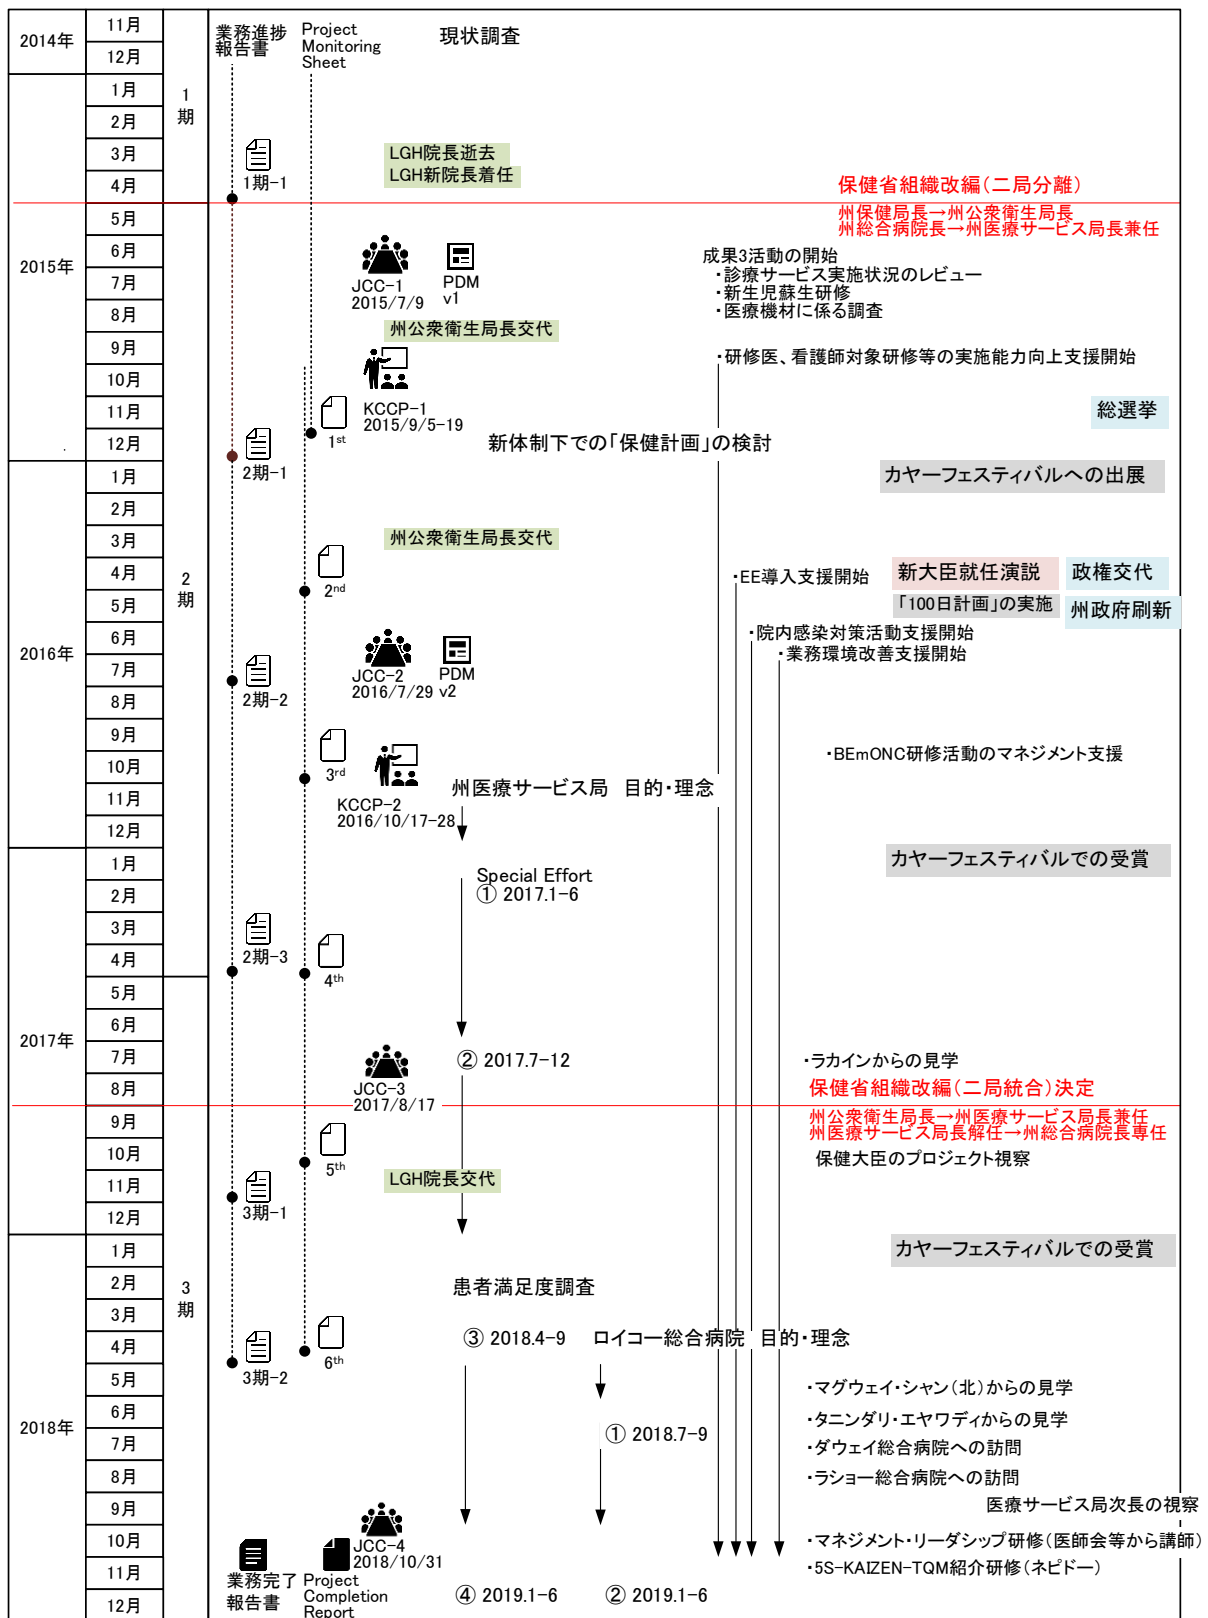 2014年
11月
12月
1期
業務進捗
報告書
Project
Monitoring
Sheet
現状調査
2015年
1月
2月
3月
LGH院長逝去
4月
1期-1
LGH新院長着任
保健省組織改編（二局分離）
5月
州保健局長→州公衆衛生局長
州総合病院長→州医療サービス局長兼任
6月
成果3活動の開始
・診療サービス実施状況のレビュー
7月
JCC-1
2015/7/9
PDM
v1
・新生児蘇生研修
・医療機材に係る調査
8月
州公衆衛生局長交代
9月
・研修医、看護師対象研修等の実施能力向上支援開始
10月
11月
KCCP-1
2015/9/5-19
総選挙
12月
1st
新体制下での「保健計画」の検討
2期-1
2016年
1月
カヤーフェスティバルへの出展
2月
3月
州公衆衛生局長交代
4月
2期
2nd
・EE導入支援開始
新大臣就任演説
政権交代
5月
「100日計画」の実施
州政府刷新
6月
・院内感染対策活動支援開始
・業務環境改善支援開始
7月
2期-2
JCC-2
2016/7/29
PDM
v2
8月
9月
・BEmONC研修活動のマネジメント支援
10月
3rd
州医療サービス局　目的・理念
11月
KCCP-2
2016/10/17-28
12月
2017年
1月
カヤーフェスティバルでの受賞
Special Effort
2月
① 2017.1-6
3月
4月
2期-3
4th
5月
6月
7月
② 2017.7-12
・ラカインからの見学
8月
JCC-3
2017/8/17
保健省組織改編（二局統合）決定
9月
州公衆衛生局長→州医療サービス局長兼任
州医療サービス局長解任→州総合病院長専任
10月
5th
保健大臣のプロジェクト視察
11月
LGH院長交代
3期-1
12月
2018年
1月
カヤーフェスティバルでの受賞
2月
患者満足度調査
3月
3期
4月
3期-2
6th
③ 2018.4-9
ロイコー総合病院　目的・理念
5月
・マグウェイ・シャン（北）からの見学
6月
・タニンダリ・エヤワディからの見学
7月
① 2018.7-9
・ダウェイ総合病院への訪問
8月
・ラショー総合病院への訪問
9月
医療サービス局次長の視察
10月
JCC-4
2018/10/31
・マネジメント・リーダシップ研修（医師会等から講師）
11月
・5S-KAIZEN-TQM紹介研修（ネピドー）
12月
業務完了
報告書
Project
Completion
Report
④ 2019.1-6
② 2019.1-6